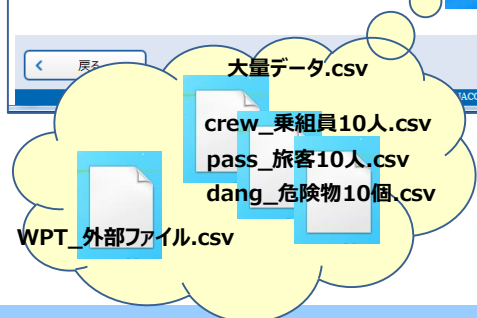 戻る
大量データ.csv
crew_乗組員10人.csv
pass_旅客10人.csv
dang_危険物10個.csv
WPT_外部ファイル.csv